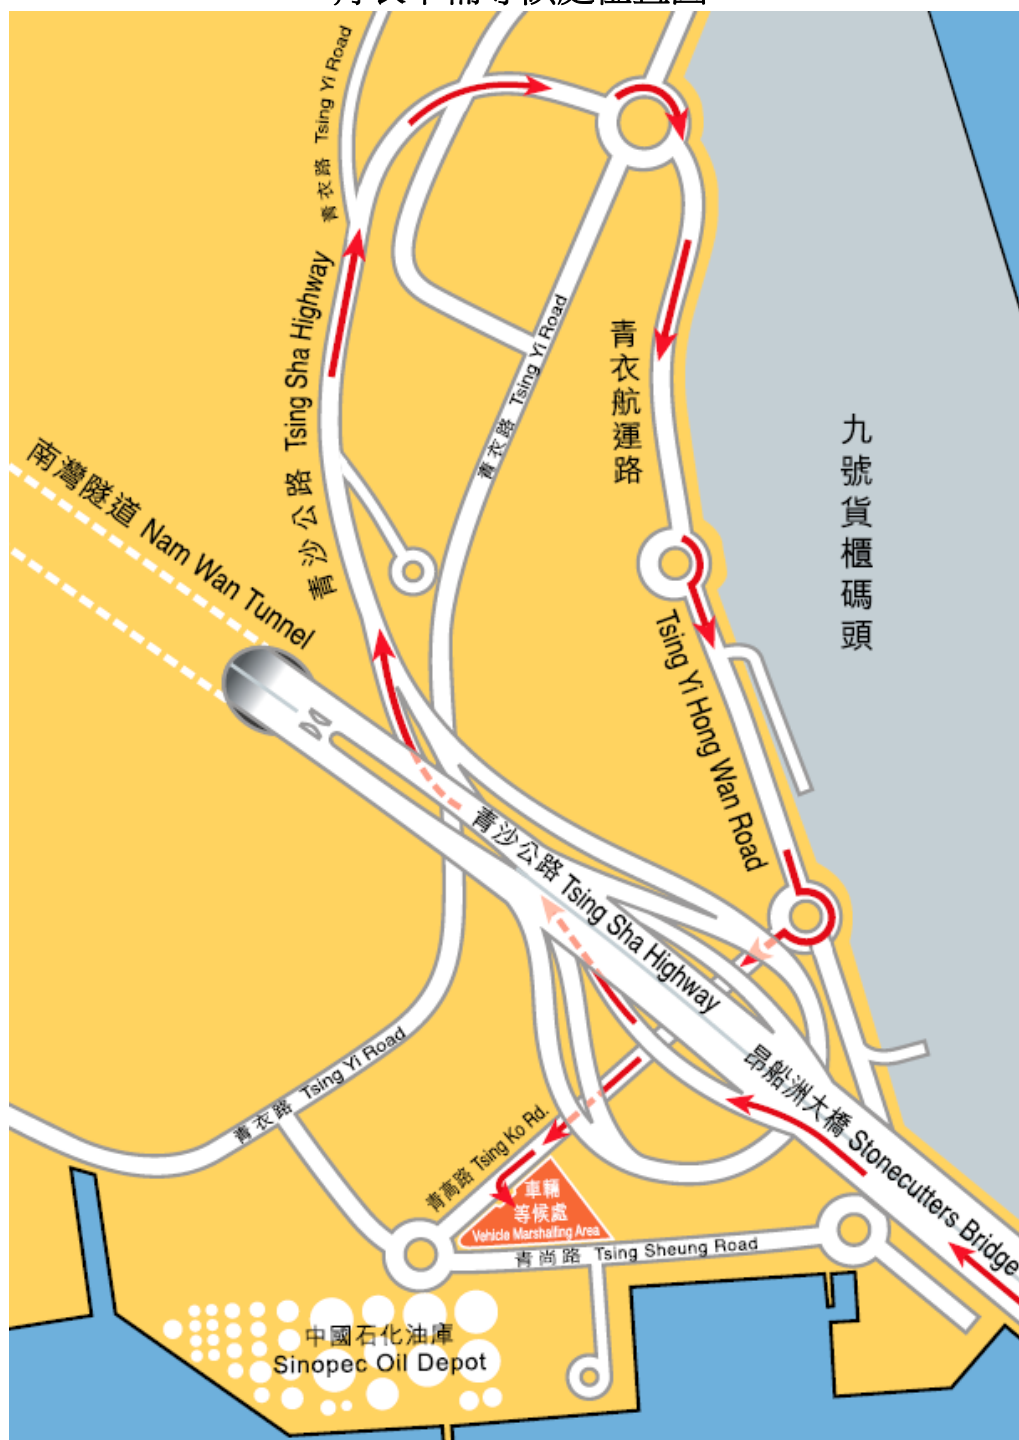 青衣路 Tsing Yi Road
青沙公路 Tsing Sha Highway
青衣路 Tsing Yi Road
青衣航運路
九號貨櫃碼頭
南灣隧道 Nam Wan Tunnel
Tsing Yi Hong Wan Road
青沙公路 Tsing Sha Highway
昂船洲大橋 Stonecutters Bridge
青衣路 Tsing Yi Road
青高路 Tsing Ko Rd.
車輛
等候處
Vehicle Marshalling Area
青尚路 Tsing Sheung Road
中國石化油庫
Sinopec Oil Depot